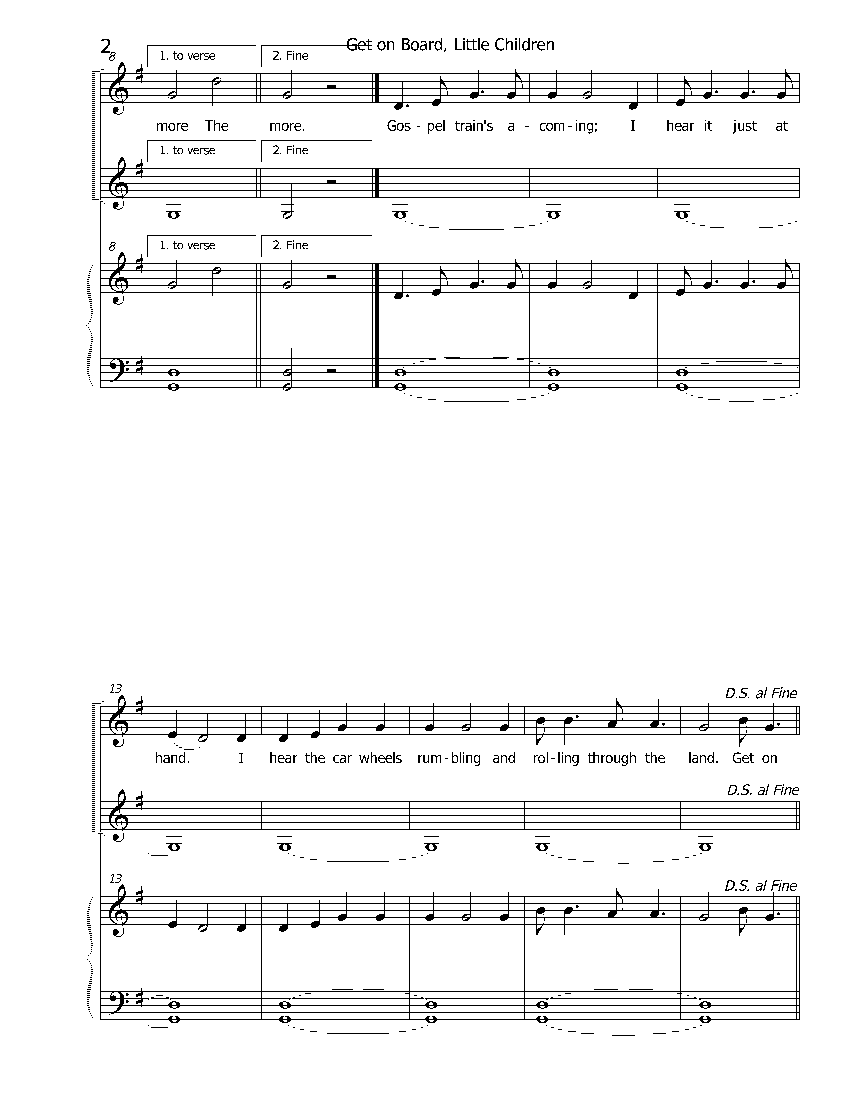 2
Get on Board, Little Children
8
1. to verse
2. Fine
more The more. Gos - pel train's a - com - ing; I hear it just at
1. to verse
2. Fine
8
1. to verse
2. Fine
13
D.S. al Fine
hand. I hear the car wheels rum - bling and rol - ling through the land. Get on
D.S. al Fine
13
D.S. al Fine